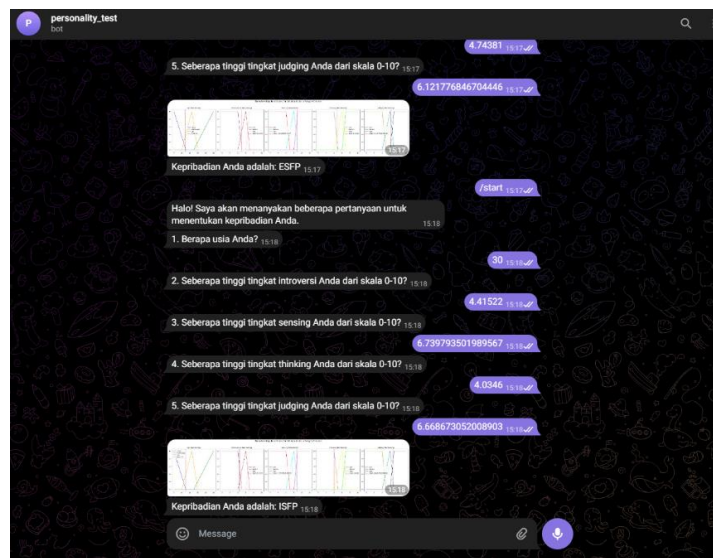 P
personality_test
bot
4.74381 15:17
5. Seberapa tinggi tingkat judging Anda dari skala 0-10? 15:17
6.121776846704446 15:17
15:17
Kepribadian Anda adalah: ESFP 15:17
/start 15:17
Halo! Saya akan menanyakan beberapa pertanyaan untuk
menentukan kepribadian Anda. 15:18
1. Berapa usia Anda? 15:18
30 15:18
2. Seberapa tinggi tingkat introversi Anda dari skala 0-10? 15:18
4.41522 15:18
3. Seberapa tinggi tingkat sensing Anda dari skala 0-10? 15:18
6.739793501989567 15:18
4. Seberapa tinggi tingkat thinking Anda dari skala 0-10? 15:18
4.0346 15:18
5. Seberapa tinggi tingkat judging Anda dari skala 0-10? 15:18
6.668673052008903 15:18
15:18
Kepribadian Anda adalah: ISFP 15:18
Message